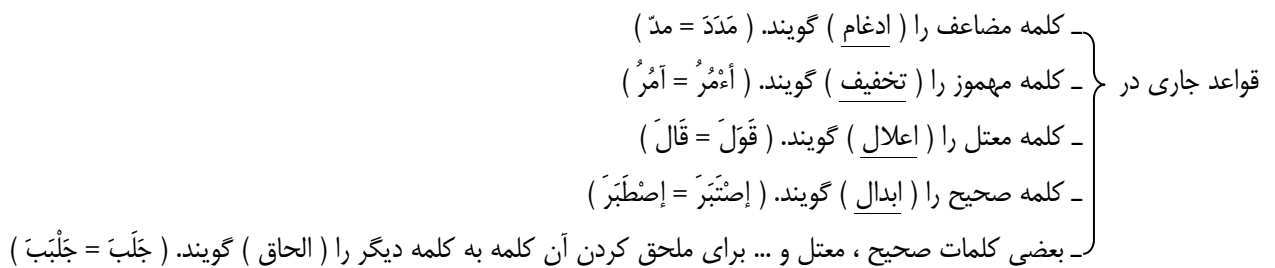 ـ کلمه مضاعف را ( ادغام ) گویند. ( مَدَدَ = مدّ )
قواعد جاری در
ـ کلمه مهموز را ( تخفیف ) گویند. ( أءْمُرُ = آمُرُ )
ـ کلمه معتل را ( اعلال ) گویند. ( قَوَلَ = قَالَ )
ـ کلمه صحیح را ( ابدال ) گویند. ( إصْتَبَرَ = إصْطَبَرَ )
ـ بعضی کلمات صحیح ، معتل و ... برای ملحق کردن آن کلمه به کلمه دیگر را ( الحاق ) گویند. ( جَلَبَ = جَلْبَبَ )